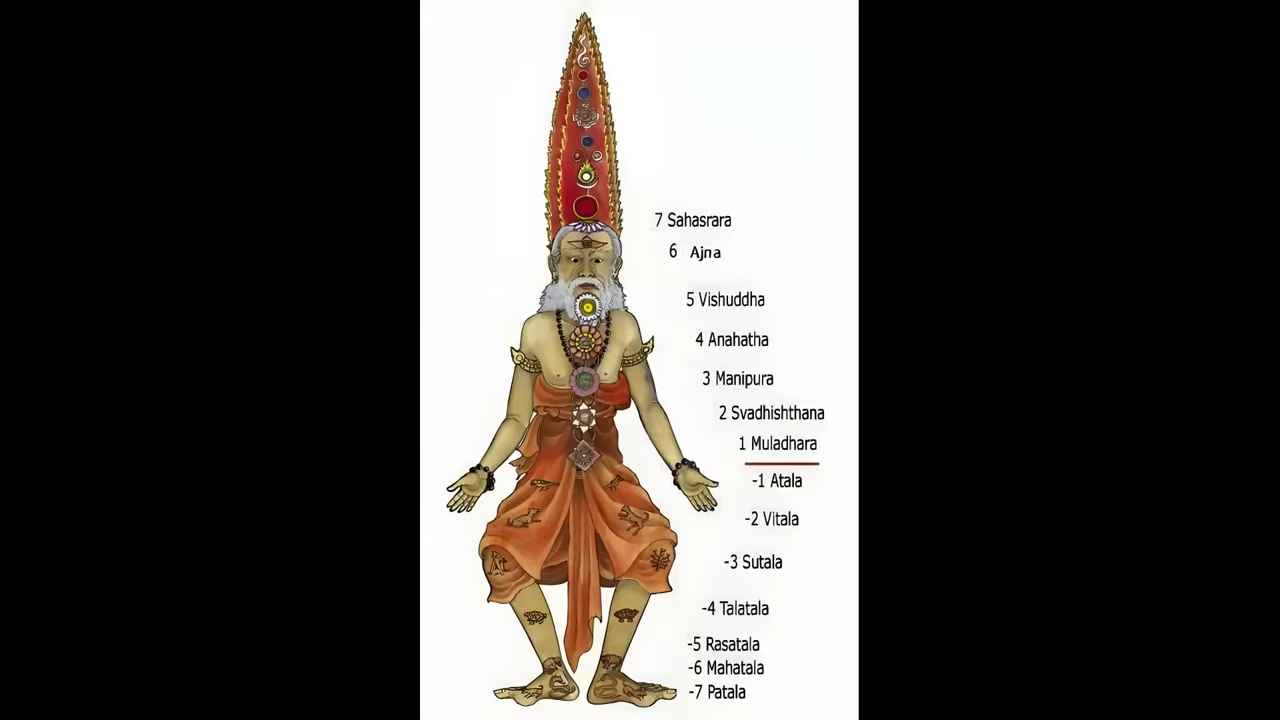 7 Sahasrara
6 Ajna
5 Vishuddha
4 Anahatha
3 Manipura
2 Svadhishthana
1 Muladhara
-1 Atala
-2 Vitala
-3 Sutala
-4 Talatala
-5 Rasatala
-6 Mahatala
-7 Patala